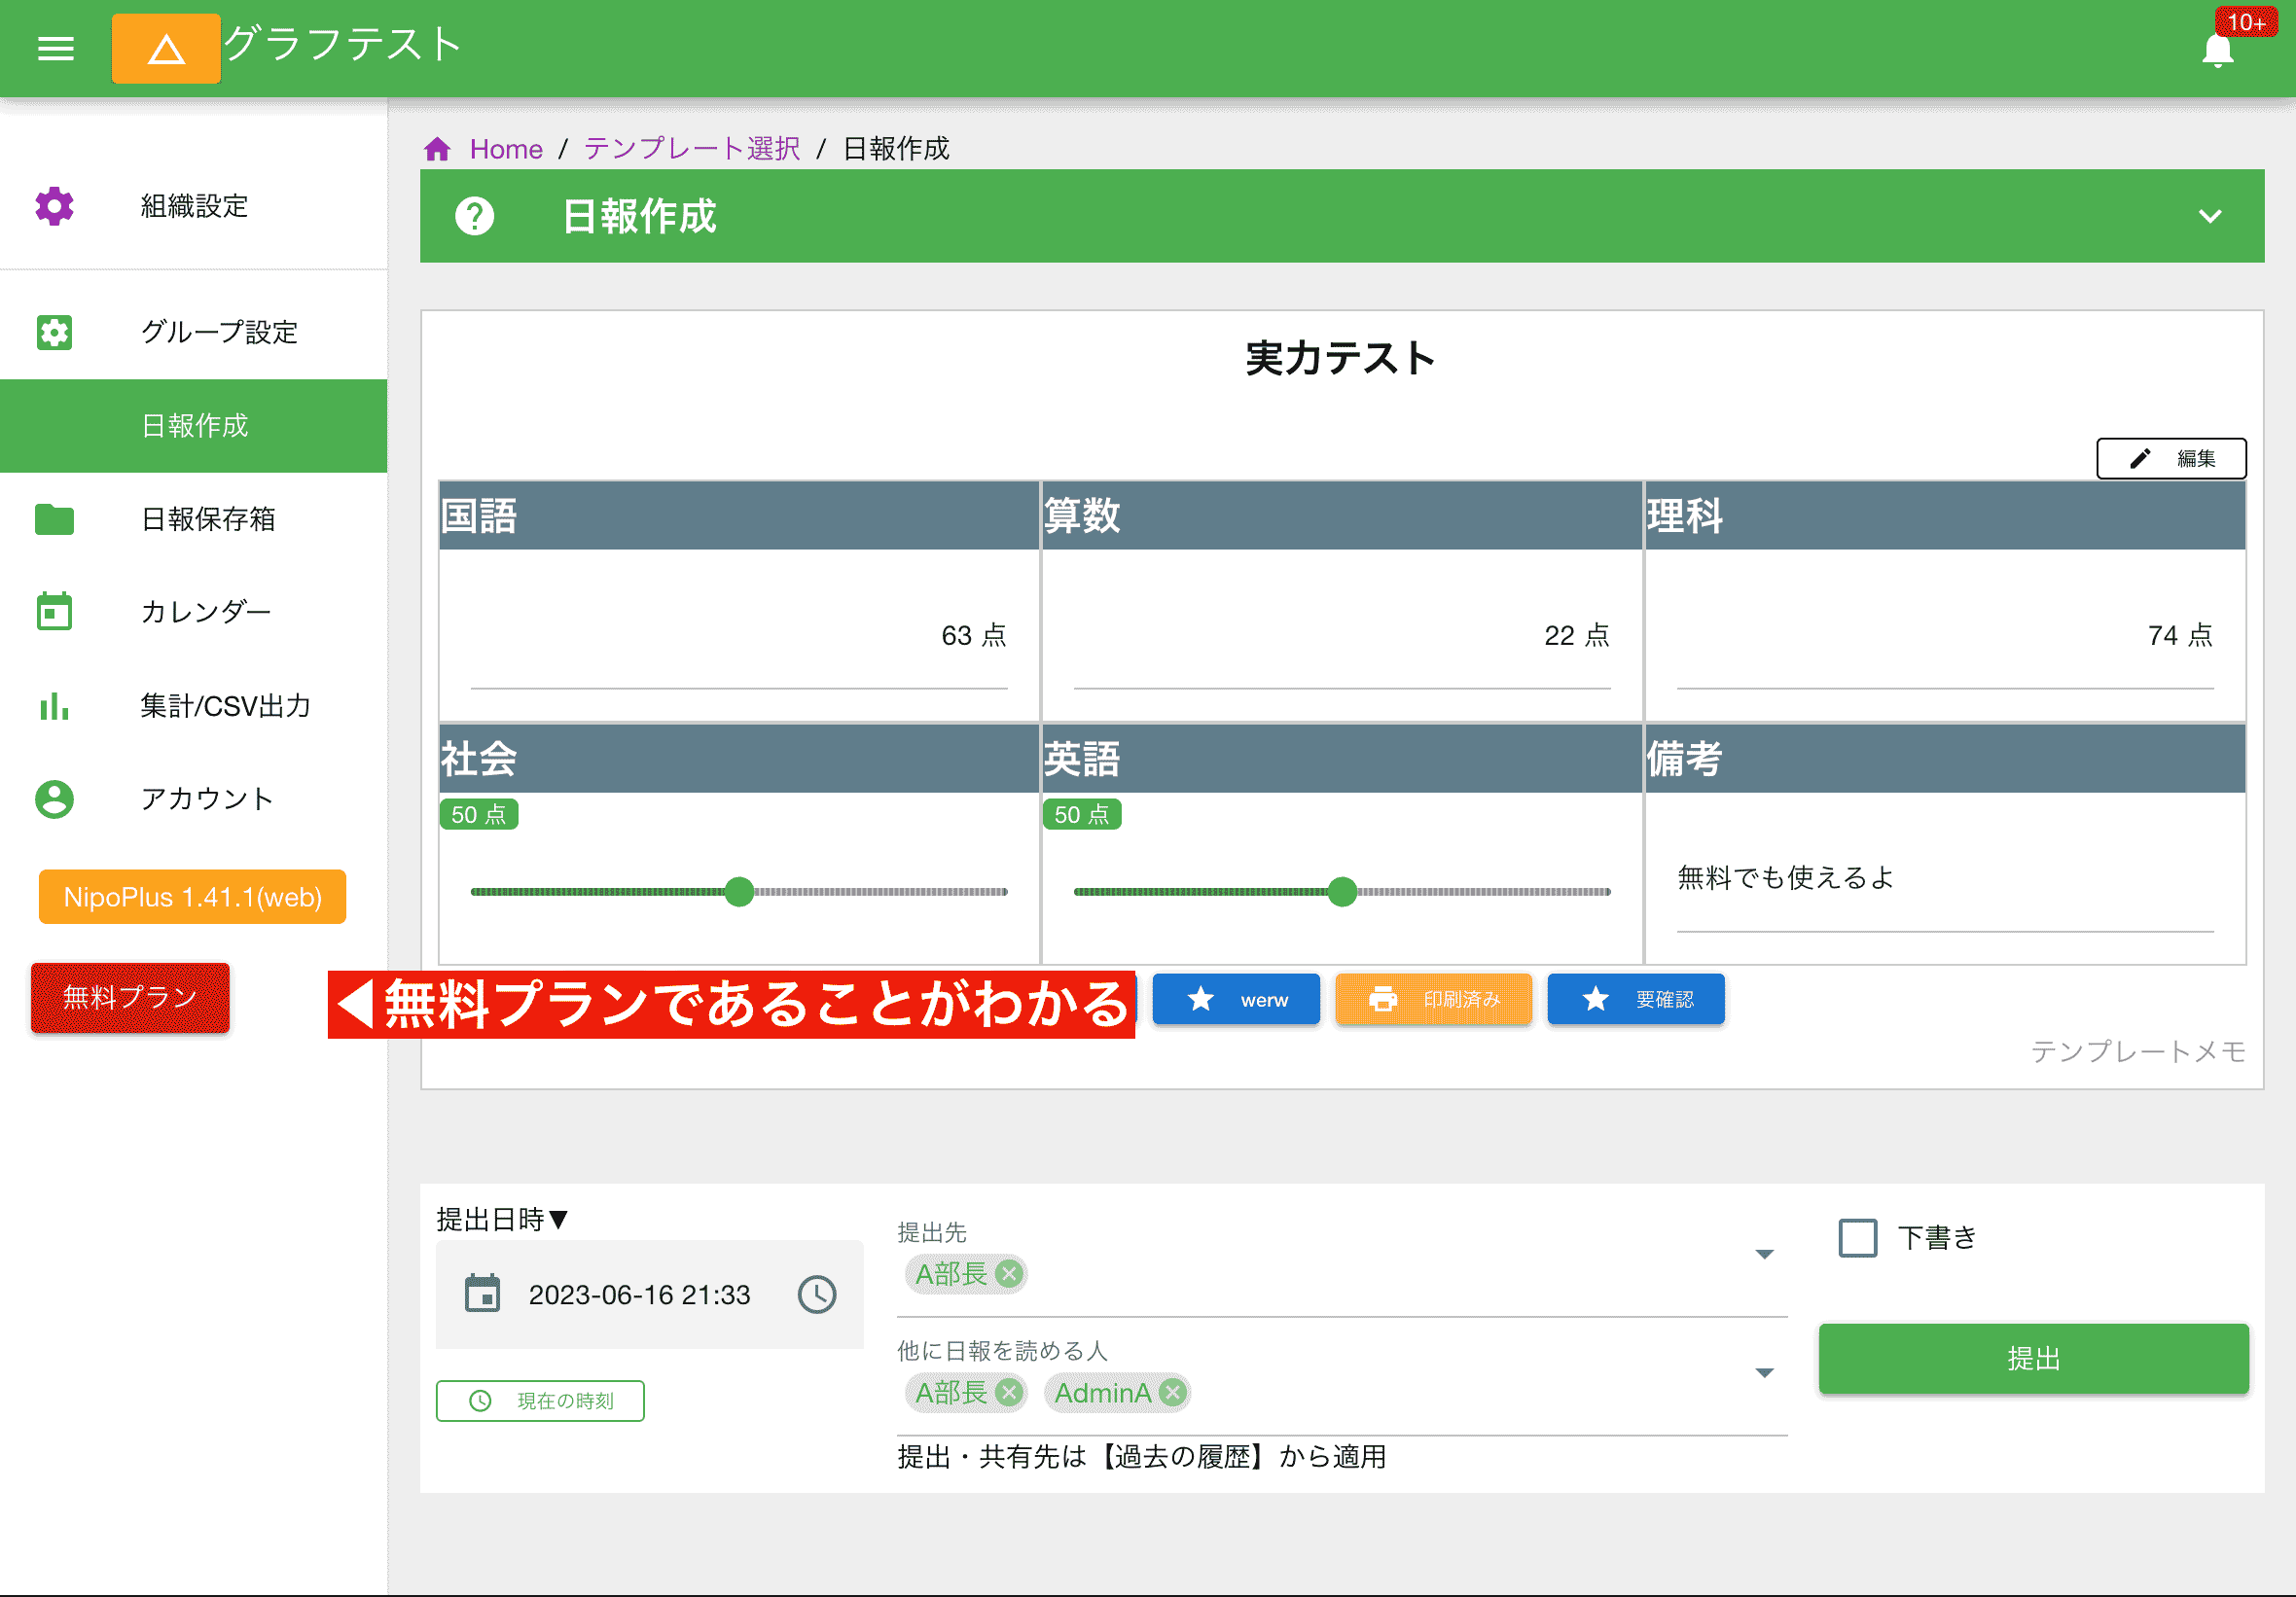 グラフテスト
10+
組織設定
グループ設定
日報作成
日報保存箱
カレンダー
集計/CSV出力
アカウント
NipoPlus 1.41.1(web)
無料プラン
Home / テンプレート選択 / 日報作成
日報作成
実力テスト
編集
国語 算数 理科
63 点 22 点 74 点
社会 英語 備考
50 点 50 点
無料でも使えるよ
◀無料プランであることがわかる
werw 印刷済み 要確認
テンプレートメモ
提出日時▼
2023-06-16 21:33
現在の時刻
提出先
A部長
他に日報を読める人
A部長 AdminA
提出・共有先は【過去の履歴】から適用
下書き
提出